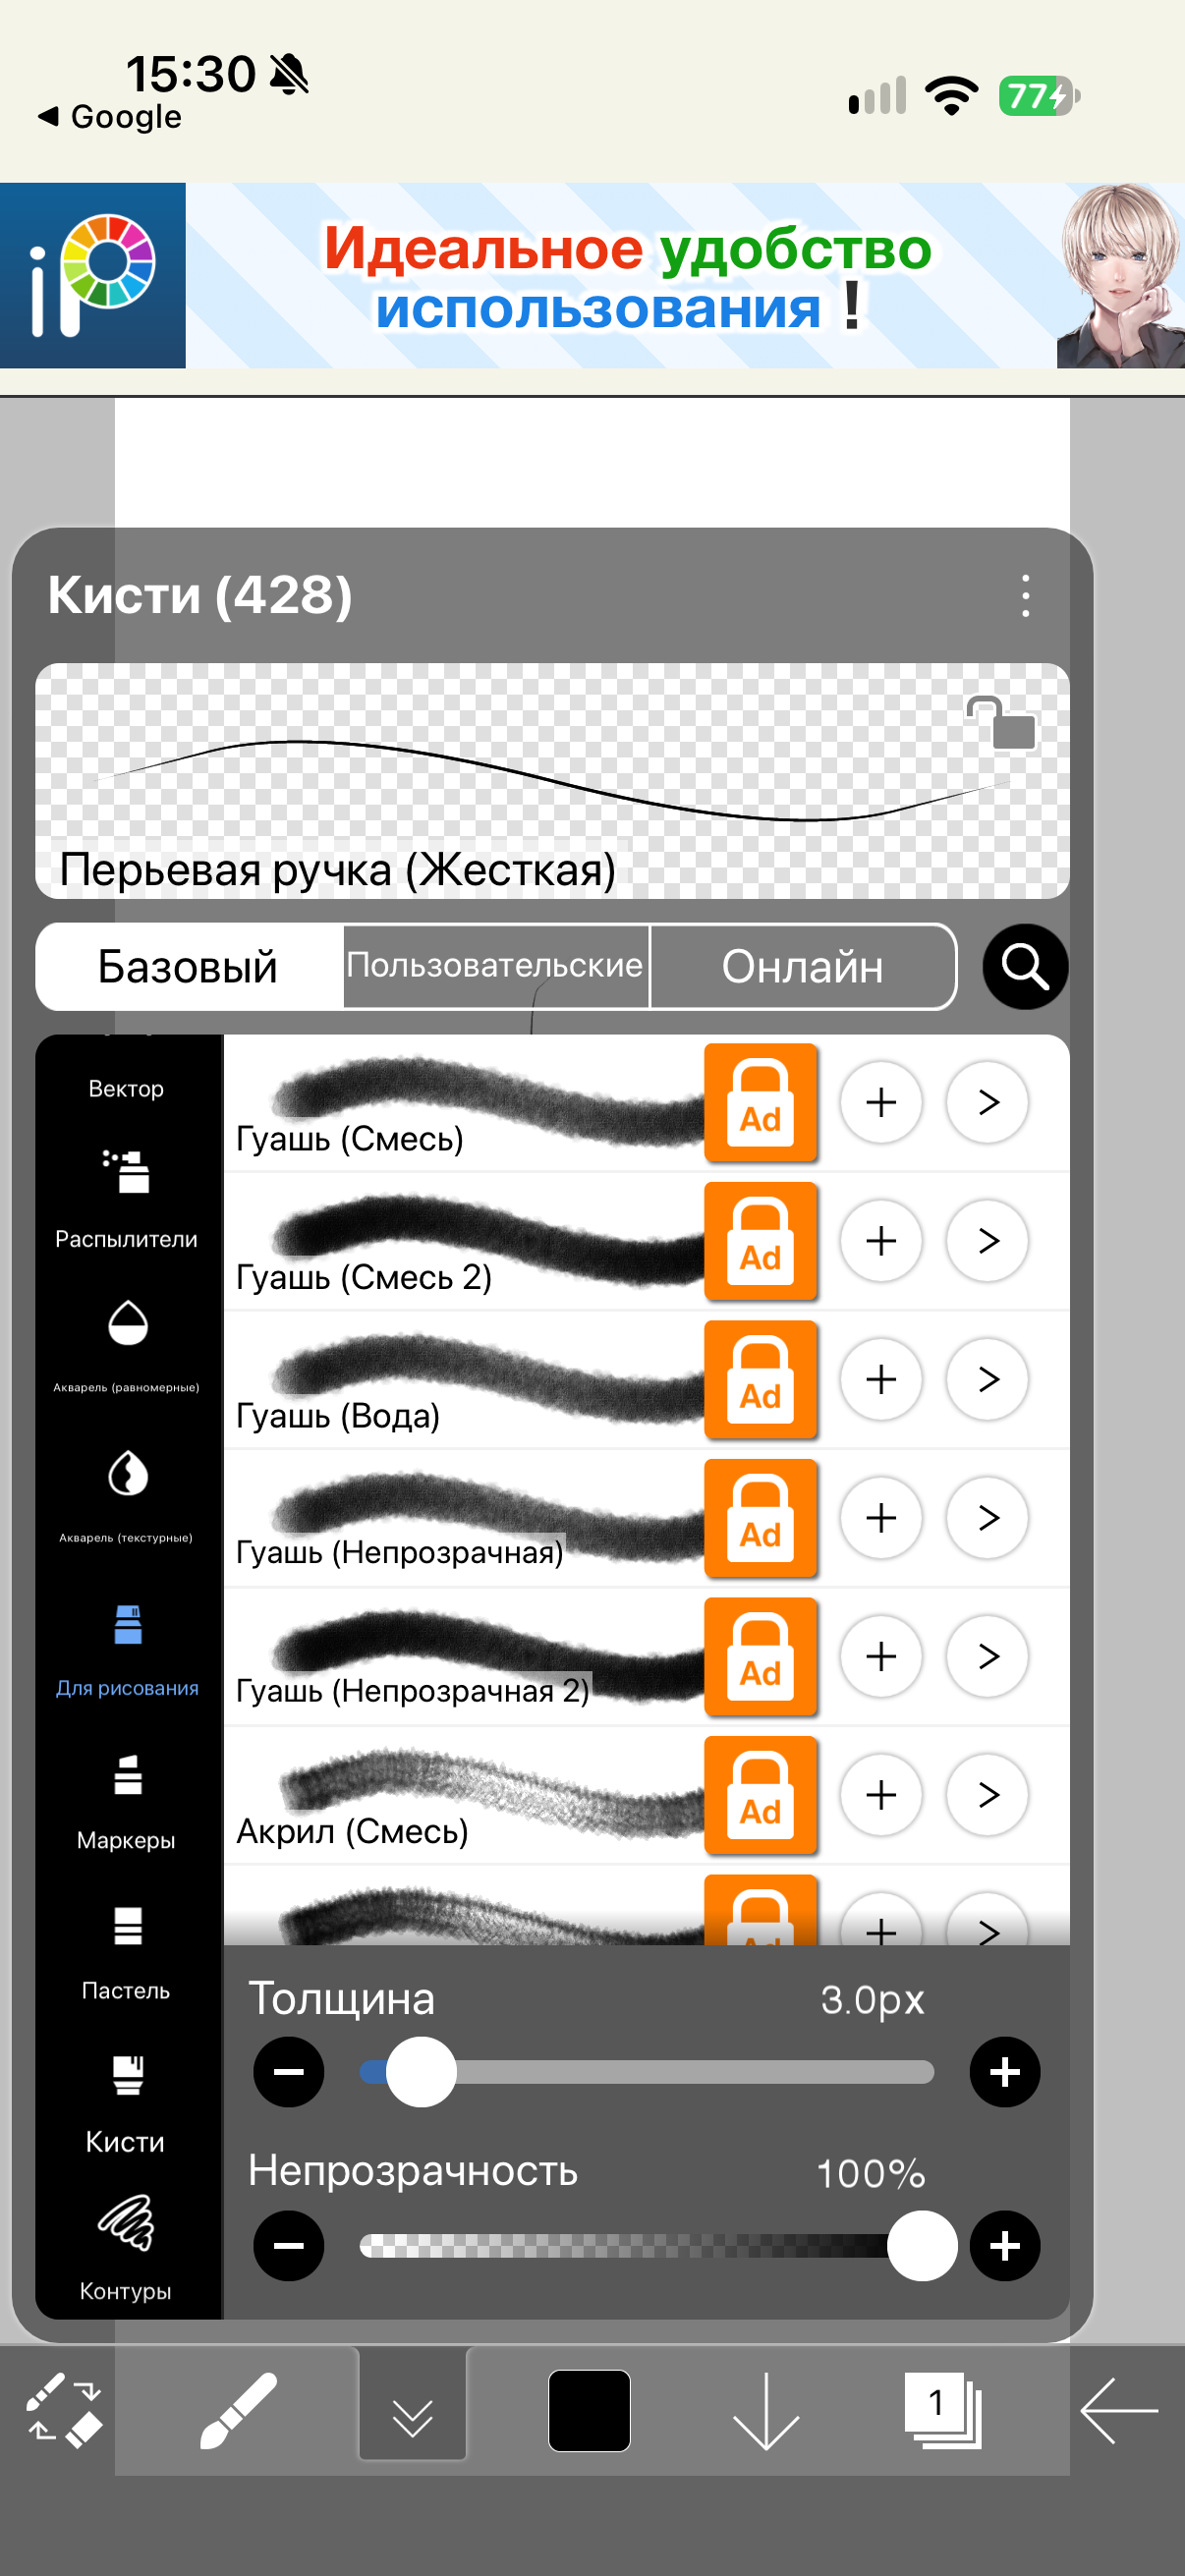 15:30
Google
77
iP
Идеальное удобство
использования !
Кисти (428)
Перьевая ручка (Жесткая)
Базовый
Пользовательские
Онлайн
Вектор
Распылители
Акварель (равномерные)
Акварель (текстурные)
Для рисования
Маркеры
Пастель
Кисти
Контуры
Гуашь (Смесь)
Ad
Гуашь (Смесь 2)
Ad
Гуашь (Вода)
Ad
Гуашь (Непрозрачная)
Ad
Гуашь (Непрозрачная 2)
Ad
Акрил (Смесь)
Ad
Ad
Толщина
3.0px
Непрозрачность
100%
1